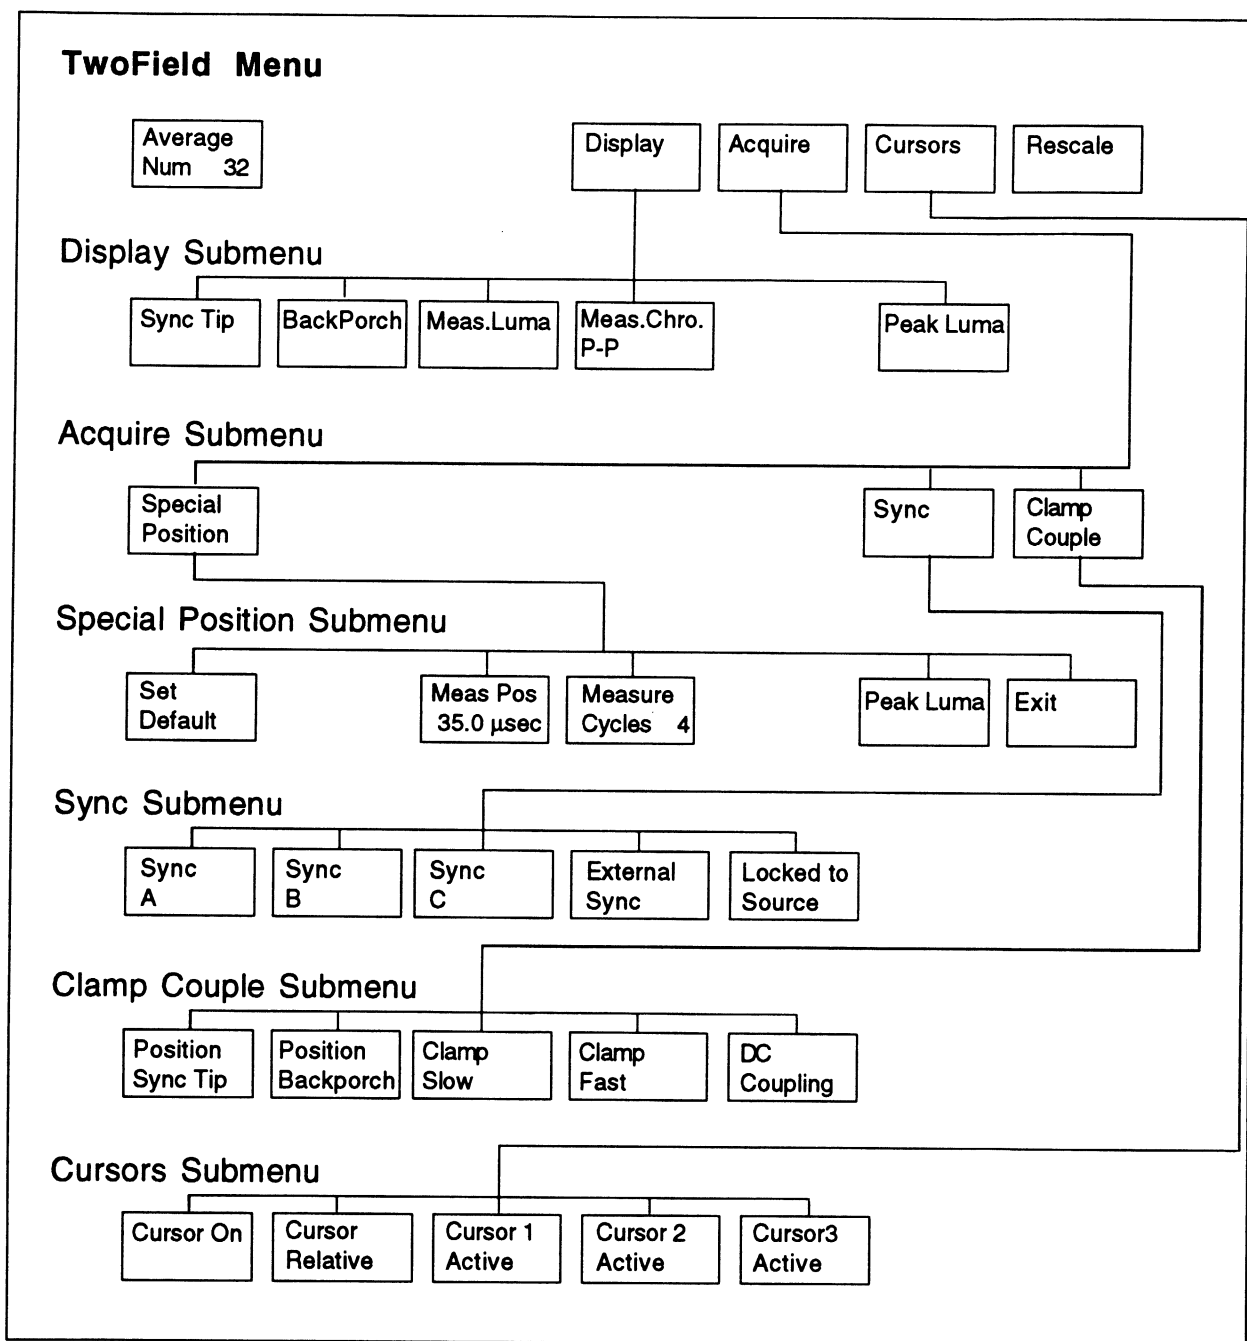 TwoField Menu
Average
Num 32
Display
Acquire
Cursors
Rescale
Display Submenu
Sync Tip
BackPorch
Meas.Luma
Meas.Chro.
P-P
Peak Luma
Acquire Submenu
Special
Position
Sync
Clamp
Couple
Special Position Submenu
Set
Default
Meas Pos
35.0 µsec
Measure
Cycles 4
Peak Luma
Exit
Sync Submenu
Sync
A
Sync
B
Sync
C
External
Sync
Locked to
Source
Clamp Couple Submenu
Position
Sync Tip
Position
Backporch
Clamp
Slow
Clamp
Fast
DC
Coupling
Cursors Submenu
Cursor On
Cursor
Relative
Cursor 1
Active
Cursor 2
Active
Cursor3
Active